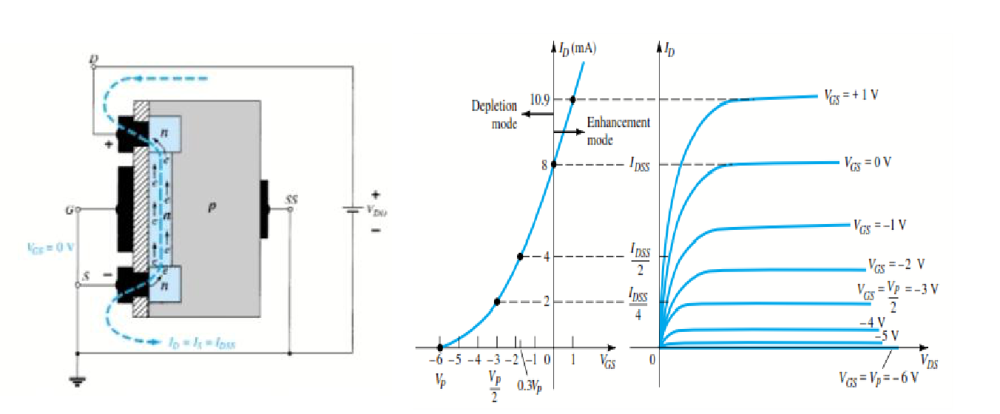 D
n
+
e
e
e
n
e
e
e
p
SS
+
V_DD
−
G
V_GS = 0 V
S
−
e
n
I_D = I_S = I_DSS
I_D (mA)
10.9
Depletion
mode
Enhancement
mode
8
4
2
−6 −5 −4 −3 −2 −1 0 1 V_GS
V_P
V_P/2
0.3V_P
I_D
V_GS = + 1 V
I_DSS
V_GS = 0 V
V_GS = −1 V
I_DSS/2
V_GS = −2 V
V_GS = V_P/2 = −3 V
I_DSS/4
−4 V
−5 V
0
V_DS
V_GS = V_P = −6 V